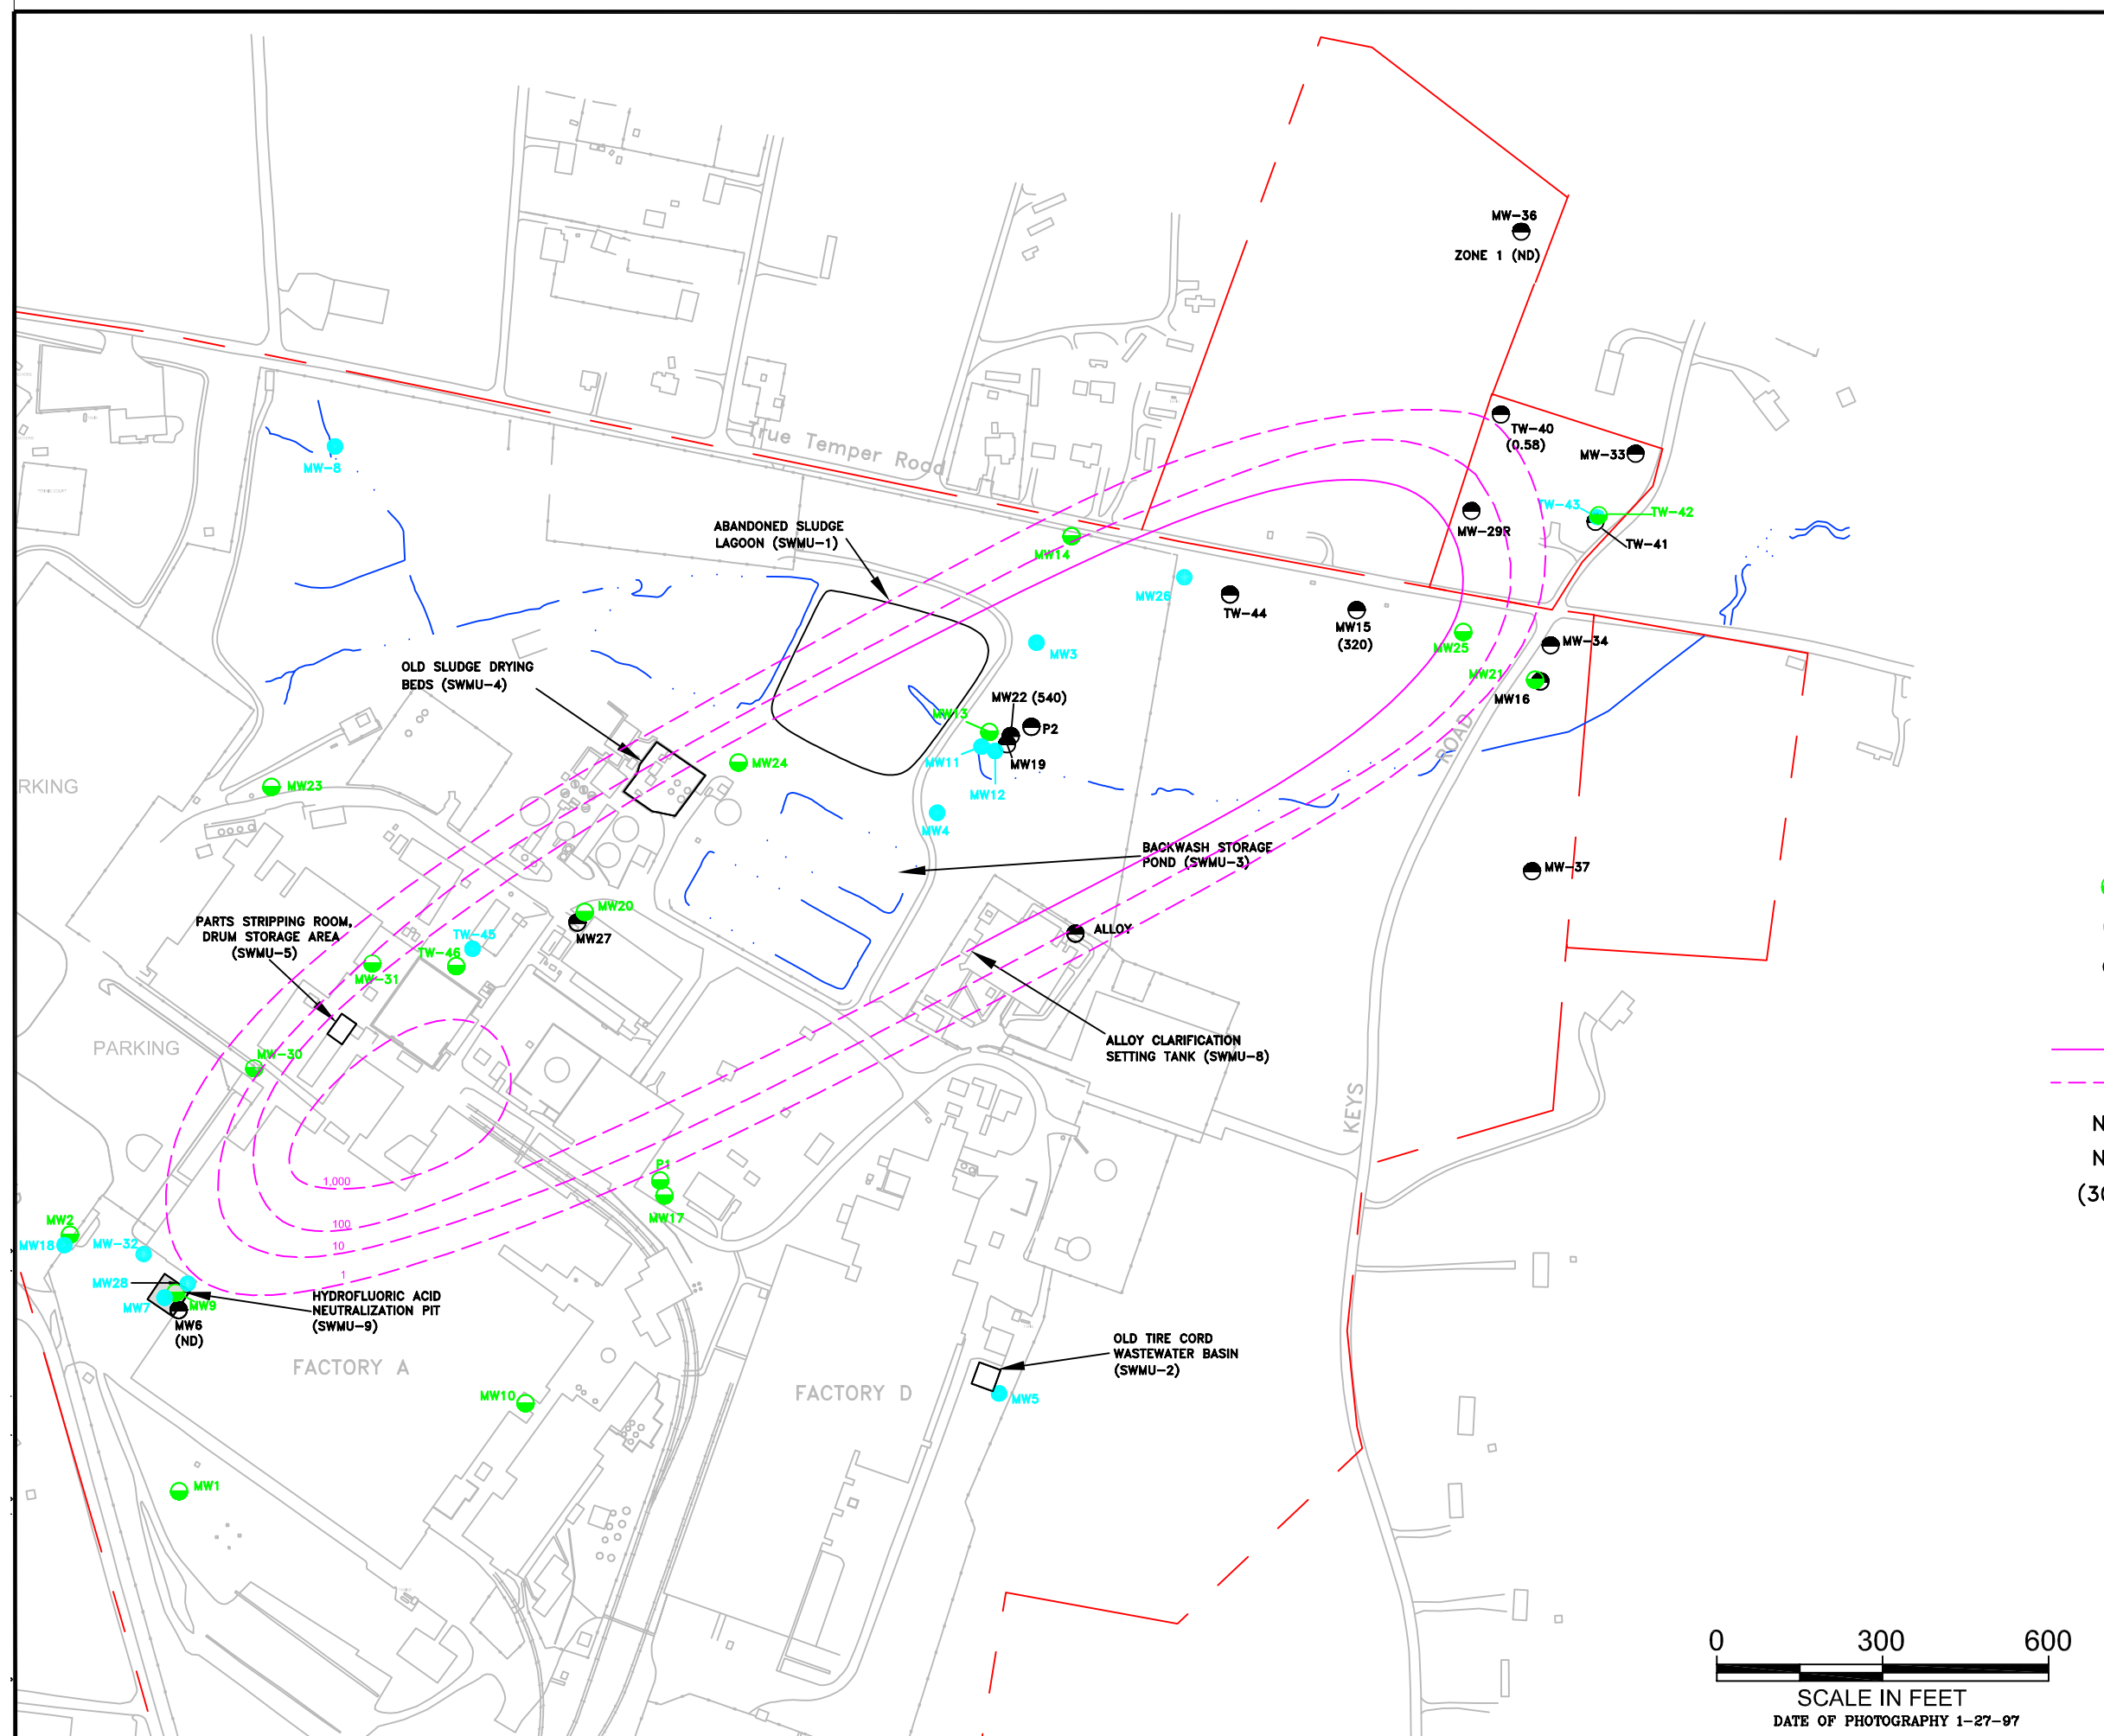 MW-36
ZONE 1 (ND)
True Temper Road
TW-40
(0.58)
MW-33
MW-8
TW-43
TW-42
MW-29R
TW-41
ABANDONED SLUDGE
LAGOON (SWMU-1)
MW14
MW26
TW-44
MW15
(320)
MW25
MW-34
MW3
OLD SLUDGE DRYING
BEDS (SWMU-4)
MW21
MW16
MW22 (540)
MW13
P2
MW11
MW19
MW12
MW24
ROAD
RKING
MW23
MW4
BACKWASH STORAGE
POND (SWMU-3)
MW-37
PARTS STRIPPING ROOM,
DRUM STORAGE AREA
(SWMU-5)
MW20
MW27
TW-45
TW-46
MW-31
ALLOY
PARKING
MW-30
ALLOY CLARIFICATION
SETTING TANK (SWMU-8)
KEYS
N
N
(30
1,000
100
10
1
P1
MW17
MW2
MW18
MW-32
MW28
MW7
MW9
MW6
(ND)
HYDROFLUORIC ACID
NEUTRALIZATION PIT
(SWMU-9)
FACTORY A
FACTORY D
OLD TIRE CORD
WASTEWATER BASIN
(SWMU-2)
MW5
MW10
MW1
0 300 600
SCALE IN FEET
DATE OF PHOTOGRAPHY 1-27-97